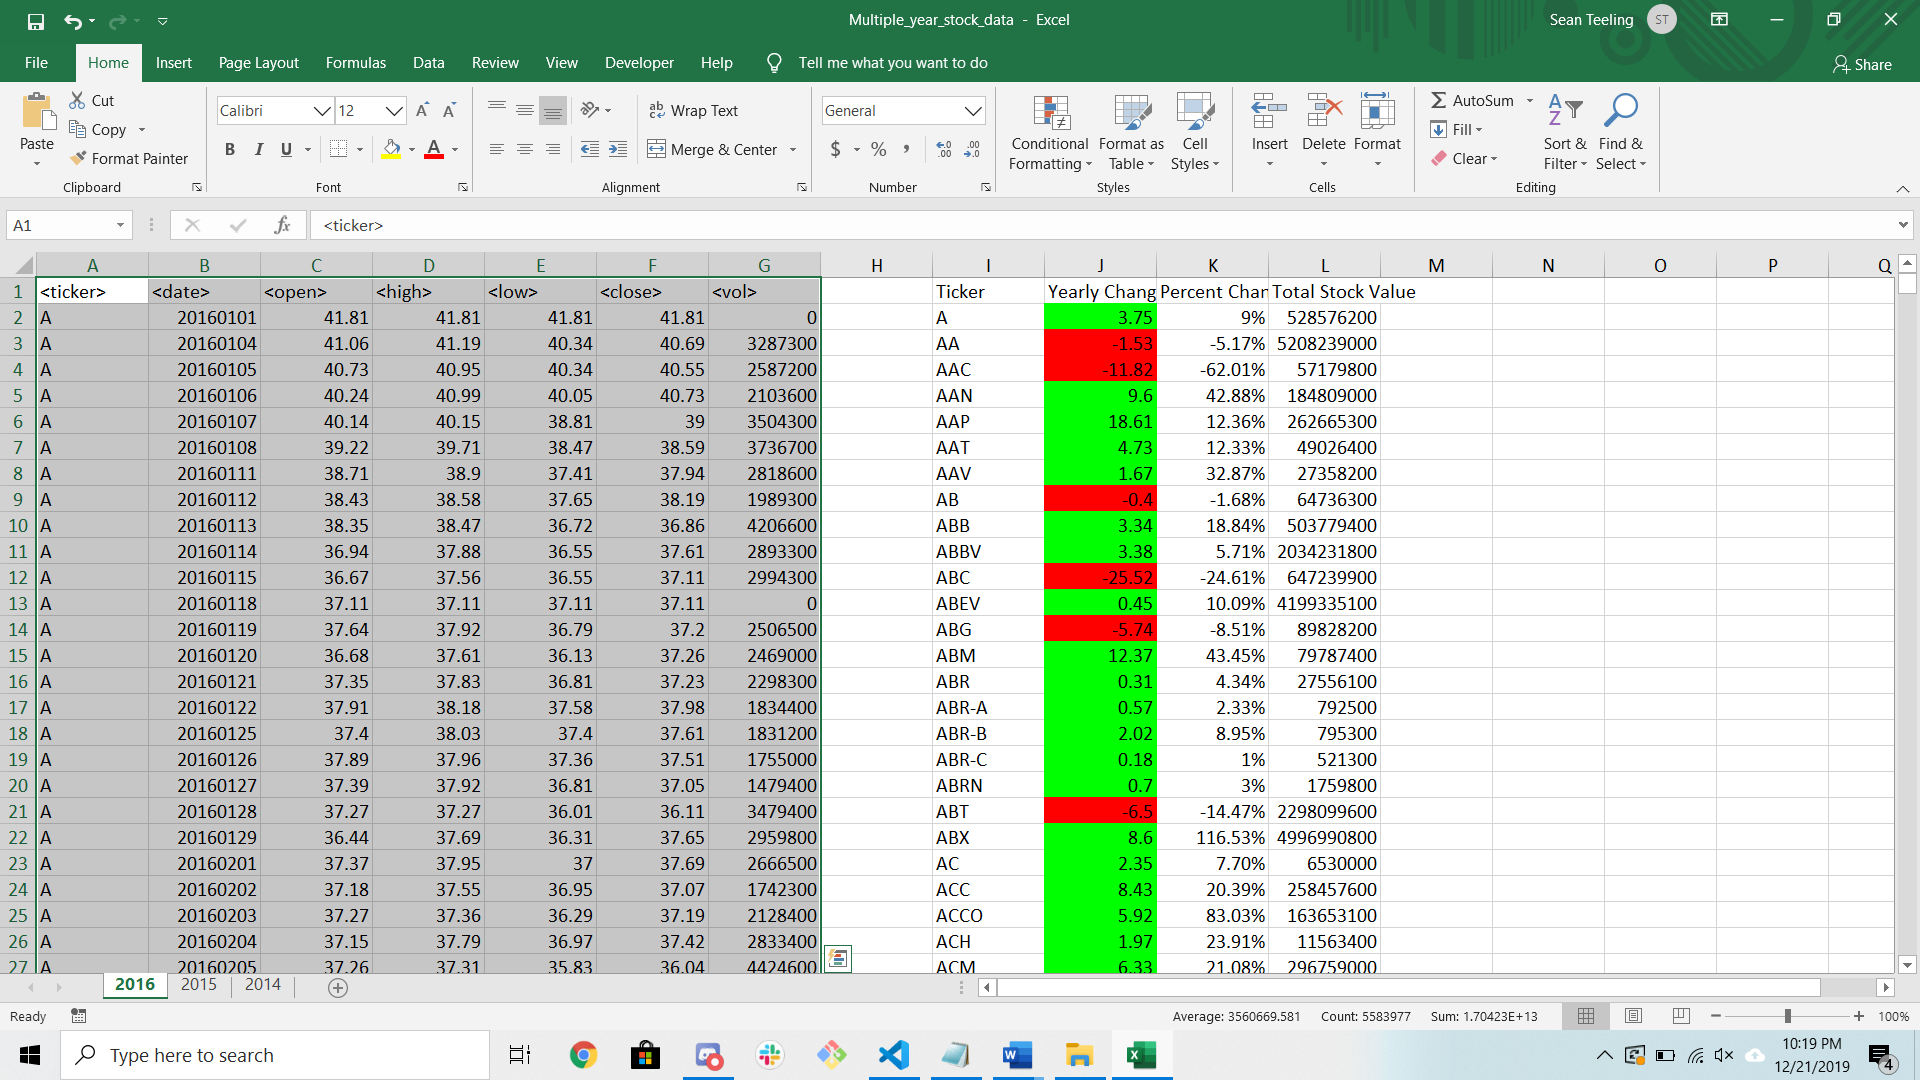 Multiple_year_stock_data - Excel
Sean Teeling ST
File Home Insert Page Layout Formulas Data Review View Developer Help Tell me what you want to do Share
Paste Cut Copy Format Painter Clipboard
Calibri 12 A A B I U A Font
ab Wrap Text Merge & Center Alignment
General $ % , Number
Conditional Formatting Format as Table Cell Styles Styles
Insert Delete Format Cells
AutoSum Fill Clear Sort & Filter Find & Select Editing
A1 fx <ticker>
A B C D E F G H I J K L M N O P Q
1 <ticker> <date> <open> <high> <low> <close> <vol> Ticker Yearly Chang Percent Char Total Stock Value
2 A 20160101 41.81 41.81 41.81 41.81 0 A 3.75 9% 528576200
3 A 20160104 41.06 41.19 40.34 40.69 3287300 AA -1.53 -5.17% 5208239000
4 A 20160105 40.73 40.95 40.34 40.55 2587200 AAC -11.82 -62.01% 57179800
5 A 20160106 40.24 40.99 40.05 40.73 2103600 AAN 9.6 42.88% 184809000
6 A 20160107 40.14 40.15 38.81 39 3504300 AAP 18.61 12.36% 262665300
7 A 20160108 39.22 39.71 38.47 38.59 3736700 AAT 4.73 12.33% 49026400
8 A 20160111 38.71 38.9 37.41 37.94 2818600 AAV 1.67 32.87% 27358200
9 A 20160112 38.43 38.58 37.65 38.19 1989300 AB -0.4 -1.68% 64736300
10 A 20160113 38.35 38.47 36.72 36.86 4206600 ABB 3.34 18.84% 503779400
11 A 20160114 36.94 37.88 36.55 37.61 2893300 ABBV 3.38 5.71% 2034231800
12 A 20160115 36.67 37.56 36.55 37.11 2994300 ABC -25.52 -24.61% 647239900
13 A 20160118 37.11 37.11 37.11 37.11 0 ABEV 0.45 10.09% 4199335100
14 A 20160119 37.64 37.92 36.79 37.2 2506500 ABG -5.74 -8.51% 89828200
15 A 20160120 36.68 37.61 36.13 37.26 2469000 ABM 12.37 43.45% 79787400
16 A 20160121 37.35 37.83 36.81 37.23 2298300 ABR 0.31 4.34% 27556100
17 A 20160122 37.91 38.18 37.58 37.98 1834400 ABR-A 0.57 2.33% 792500
18 A 20160125 37.4 38.03 37.4 37.61 1831200 ABR-B 2.02 8.95% 795300
19 A 20160126 37.89 37.96 37.36 37.51 1755000 ABR-C 0.18 1% 521300
20 A 20160127 37.39 37.92 36.81 37.05 1479400 ABRN 0.7 3% 1759800
21 A 20160128 37.27 37.27 36.01 36.11 3479400 ABT -6.5 -14.47% 2298099600
22 A 20160129 36.44 37.69 36.31 37.65 2959800 ABX 8.6 116.53% 4996990800
23 A 20160201 37.37 37.95 37 37.69 2666500 AC 2.35 7.70% 6530000
24 A 20160202 37.18 37.55 36.95 37.07 1742300 ACC 8.43 20.39% 258457600
25 A 20160203 37.27 37.36 36.29 37.19 2128400 ACCO 5.92 83.03% 163653100
26 A 20160204 37.15 37.79 36.97 37.42 2833400 ACH 1.97 23.91% 11563400
27 A 20160205 37.26 37.31 35.83 36.04 4424600 ACM 6.33 21.08% 296759000
2016 2015 2014
Ready Average: 3560669.581 Count: 5583977 Sum: 1.70423E+13 100%
Type here to search
10:19 PM
12/21/2019
4